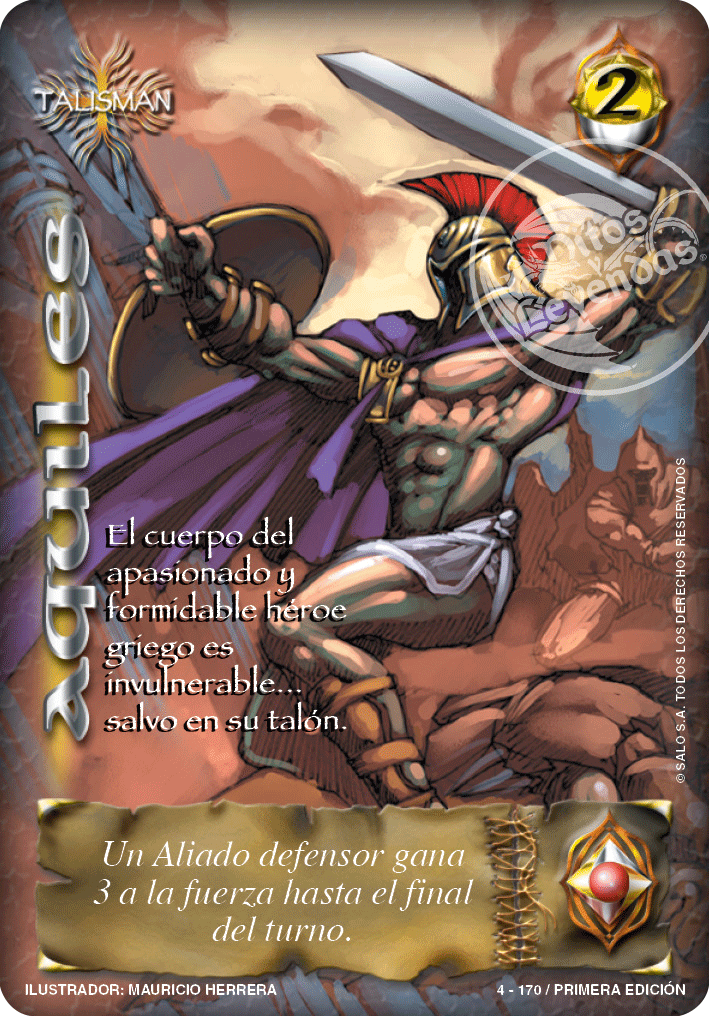 TALISMAN
2
Mitos
y
Leyendas
Aquiles
El cuerpo del
apasionado y
formidable héroe
griego es
invulnerable...
salvo en su talón.
© SALO S.A. TODOS LOS DERECHOS RESERVADOS
Un Aliado defensor gana
3 a la fuerza hasta el final
del turno.
ILUSTRADOR: MAURICIO HERRERA
4 - 170 / PRIMERA EDICIÓN